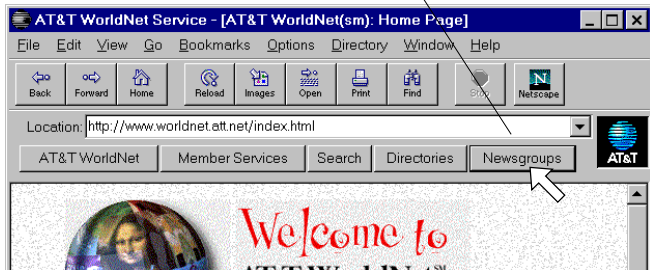 AT&T WorldNet Service - [AT&T WorldNet(sm): Home Page]
File Edit View Go Bookmarks Options Directory Window Help
Back Forward Home Reload Images Open Print Find Stop Netscape
Location: http://www.worldnet.att.net/index.html
AT&T WorldNet Member Services Search Directories Newsgroups AT&T
Welcome to
AT&T WorldNet℠